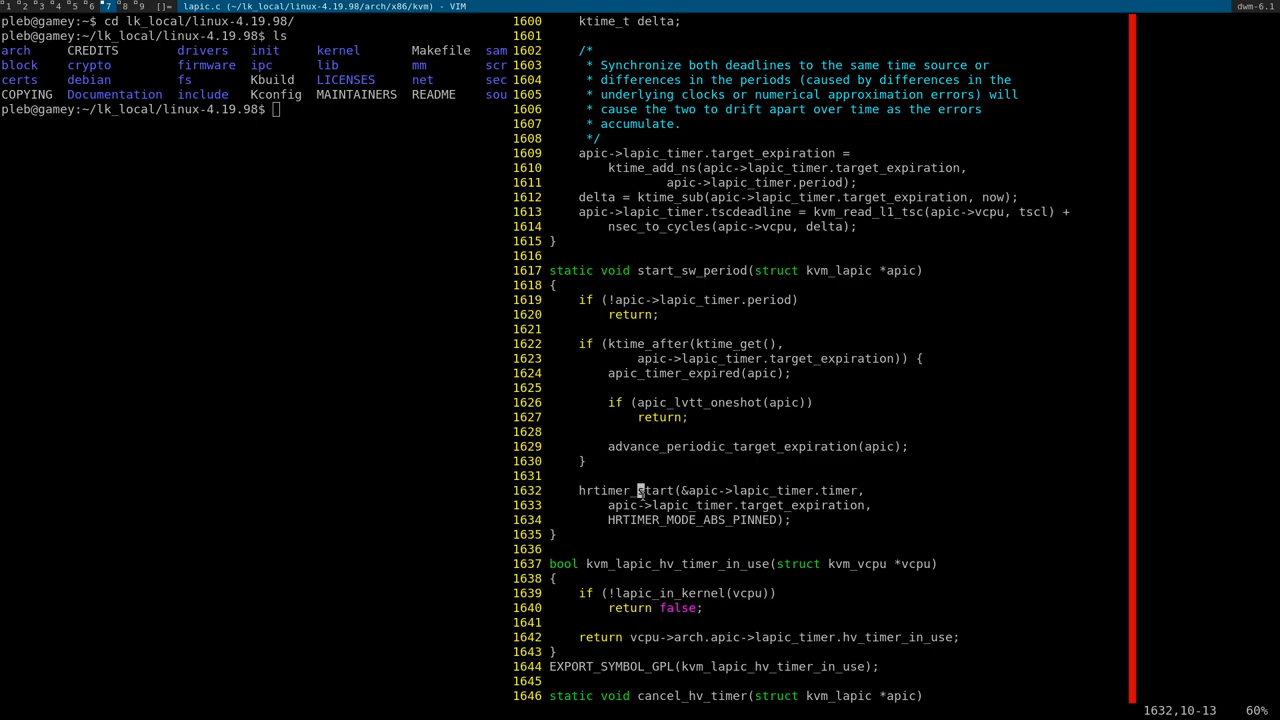 1 2 3 4 5 6 7 8 9 []= lapic.c (~/lk_local/linux-4.19.98/arch/x86/kvm) - VIM dwm-6.1
pleb@gamey:~$ cd lk_local/linux-4.19.98/
pleb@gamey:~/lk_local/linux-4.19.98$ ls
arch CREDITS drivers init kernel Makefile sam
block crypto firmware ipc lib mm scr
certs debian fs Kbuild LICENSES net sec
COPYING Documentation include Kconfig MAINTAINERS README sou
pleb@gamey:~/lk_local/linux-4.19.98$
1600 ktime_t delta;
1601
1602 /*
1603 * Synchronize both deadlines to the same time source or
1604 * differences in the periods (caused by differences in the
1605 * underlying clocks or numerical approximation errors) will
1606 * cause the two to drift apart over time as the errors
1607 * accumulate.
1608 */
1609 apic->lapic_timer.target_expiration =
1610 ktime_add_ns(apic->lapic_timer.target_expiration,
1611 apic->lapic_timer.period);
1612 delta = ktime_sub(apic->lapic_timer.target_expiration, now);
1613 apic->lapic_timer.tscdeadline = kvm_read_l1_tsc(apic->vcpu, tscl) +
1614 nsec_to_cycles(apic->vcpu, delta);
1615 }
1616
1617 static void start_sw_period(struct kvm_lapic *apic)
1618 {
1619 if (!apic->lapic_timer.period)
1620 return;
1621
1622 if (ktime_after(ktime_get(),
1623 apic->lapic_timer.target_expiration)) {
1624 apic_timer_expired(apic);
1625
1626 if (apic_lvtt_oneshot(apic))
1627 return;
1628
1629 advance_periodic_target_expiration(apic);
1630 }
1631
1632 hrtimer_start(&apic->lapic_timer.timer,
1633 apic->lapic_timer.target_expiration,
1634 HRTIMER_MODE_ABS_PINNED);
1635 }
1636
1637 bool kvm_lapic_hv_timer_in_use(struct kvm_vcpu *vcpu)
1638 {
1639 if (!lapic_in_kernel(vcpu))
1640 return false;
1641
1642 return vcpu->arch.apic->lapic_timer.hv_timer_in_use;
1643 }
1644 EXPORT_SYMBOL_GPL(kvm_lapic_hv_timer_in_use);
1645
1646 static void cancel_hv_timer(struct kvm_lapic *apic)
1632,10-13 60%